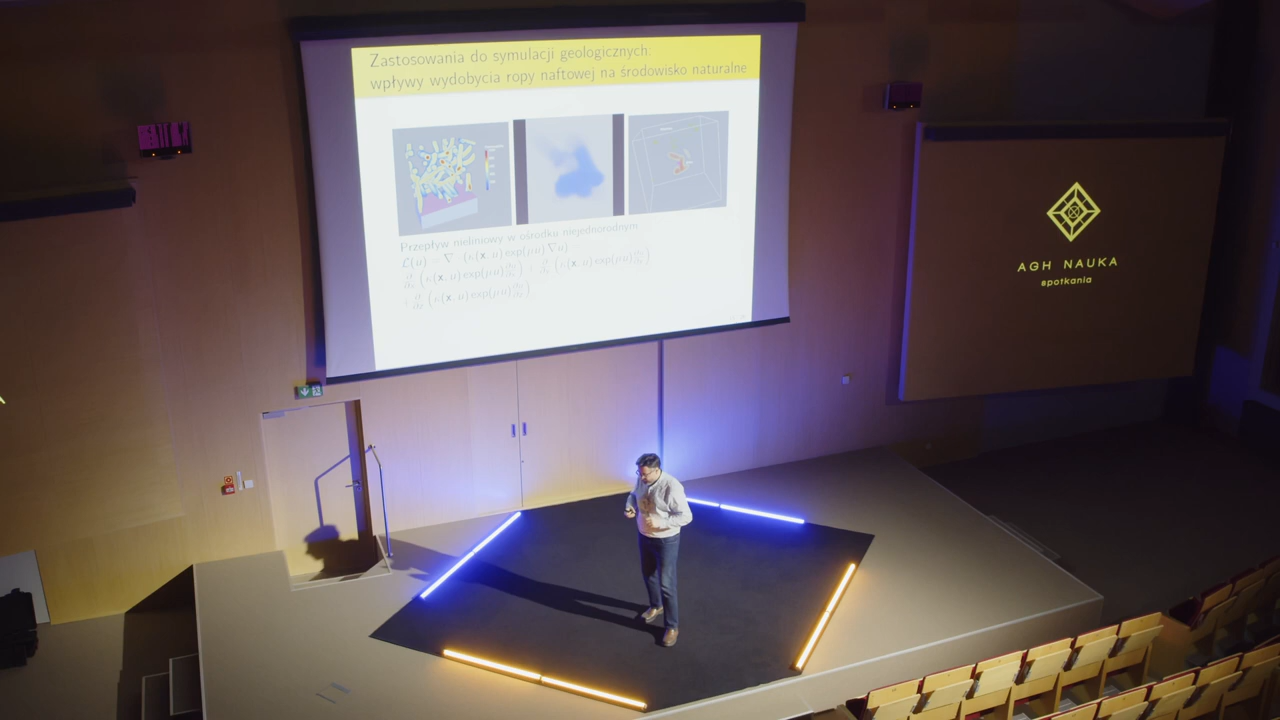 Zastosowania do symulacji geologicznych:
wpływy wydobycia ropy naftowej na środowisko naturalne
Przepływ nieliniowy w ośrodku niejednorodnym
AGH NAUKA
spotkania